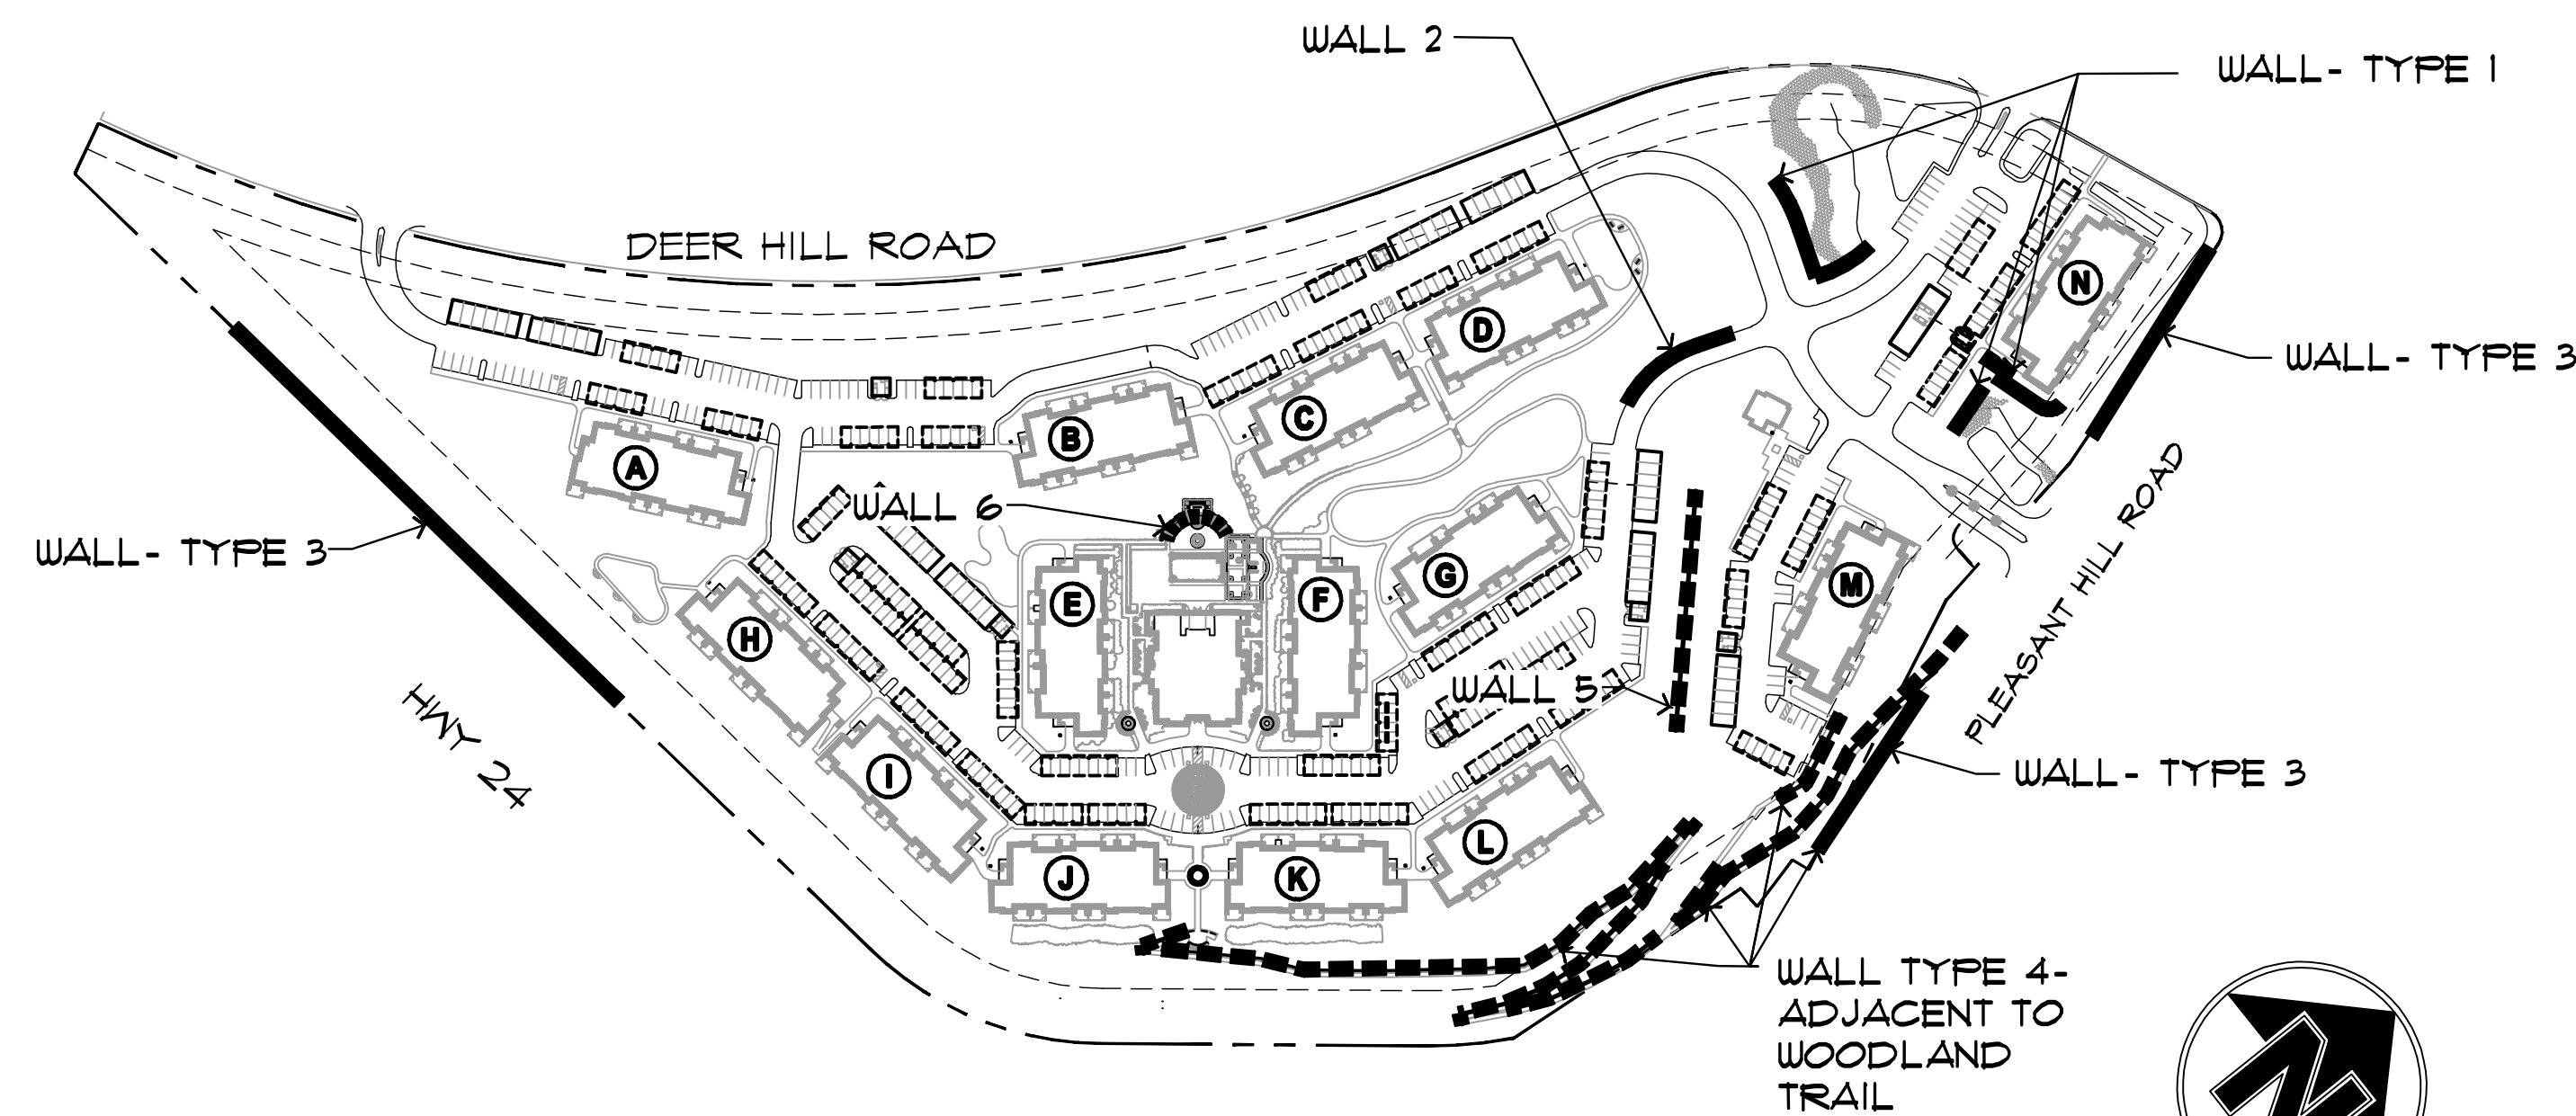 WALL 2
WALL- TYPE 1
DEER HILL ROAD
N
D
WALL- TYPE 3
C
B
A
WALL 6
WALL- TYPE 3
G
M
E
F
H
PLEASANT HILL ROAD
WALL 5
HWY 24
I
WALL- TYPE 3
L
J
K
WALL TYPE 4-
ADJACENT TO
WOODLAND
TRAIL
N